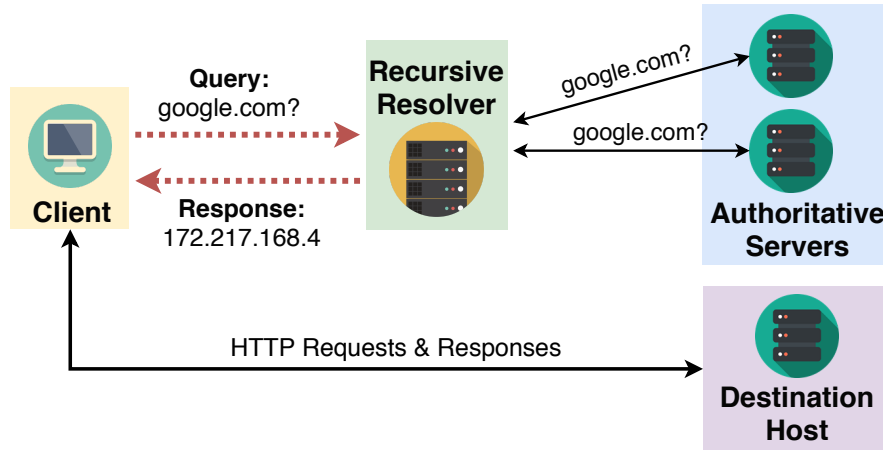 Query:
google.com?
Client
Response:
172.217.168.4
Recursive
Resolver
google.com?
google.com?
Authoritative
Servers
HTTP Requests & Responses
Destination
Host